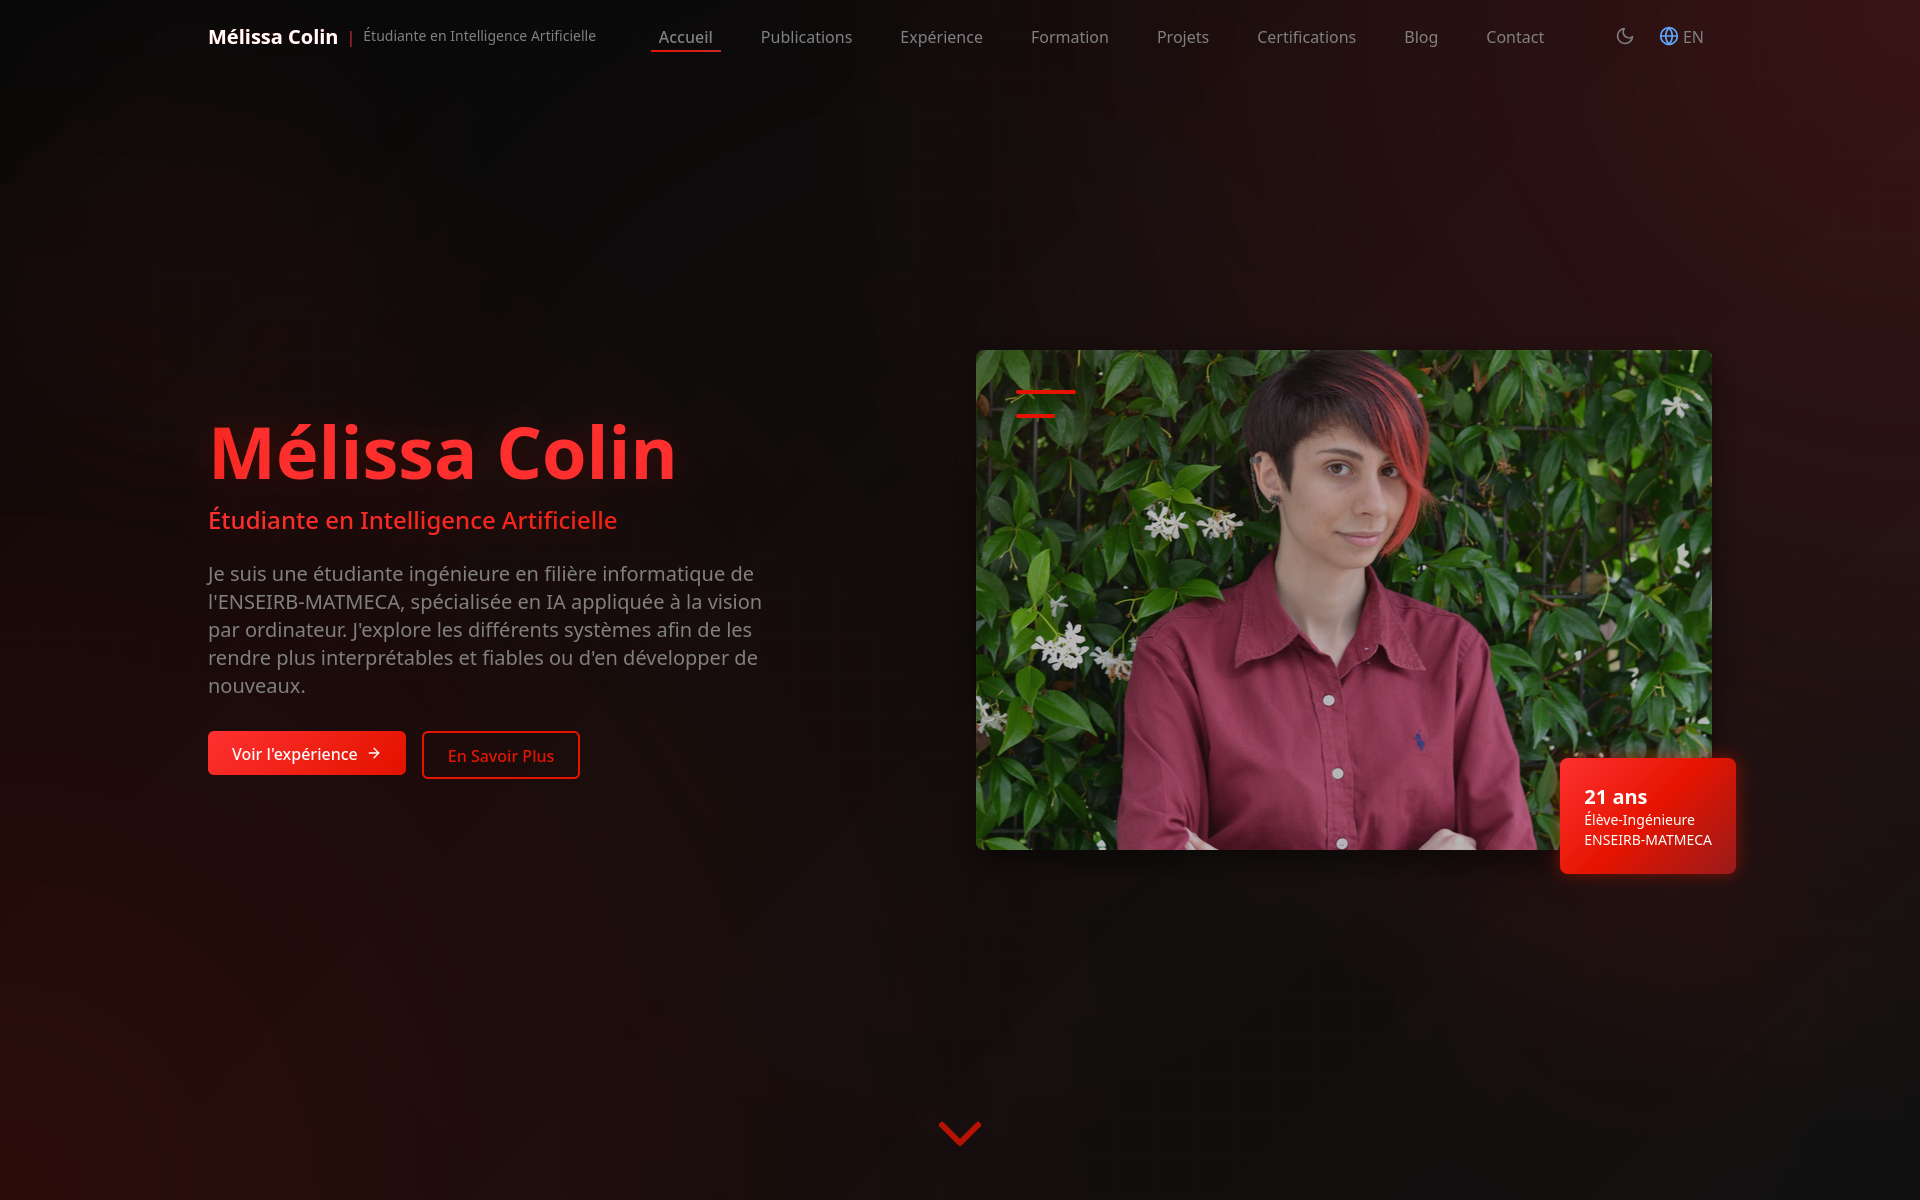 Mélissa Colin | Étudiante en Intelligence Artificielle
Accueil
Publications
Expérience
Formation
Projets
Certifications
Blog
Contact
EN
Mélissa Colin
Étudiante en Intelligence Artificielle
Je suis une étudiante ingénieure en filière informatique de
l'ENSEIRB-MATMECA, spécialisée en IA appliquée à la vision
par ordinateur. J'explore les différents systèmes afin de les
rendre plus interprétables et fiables ou d'en développer de
nouveaux.
Voir l'expérience →
En Savoir Plus
21 ans
Élève-Ingénieure
ENSEIRB-MATMECA